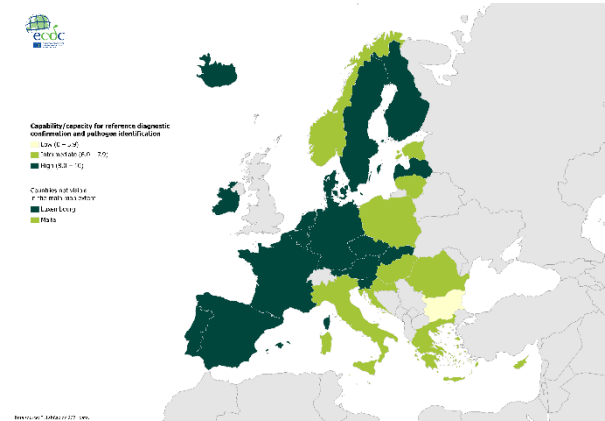 ecdc
Capability/capacity for reference diagnostic
confirmation and pathogen identification
Low (0 – 5.9)
Intermediate (6.0 – 7.9)
High (8.0 – 10)
Countries not visible
in the main map extent
Luxembourg
Malta